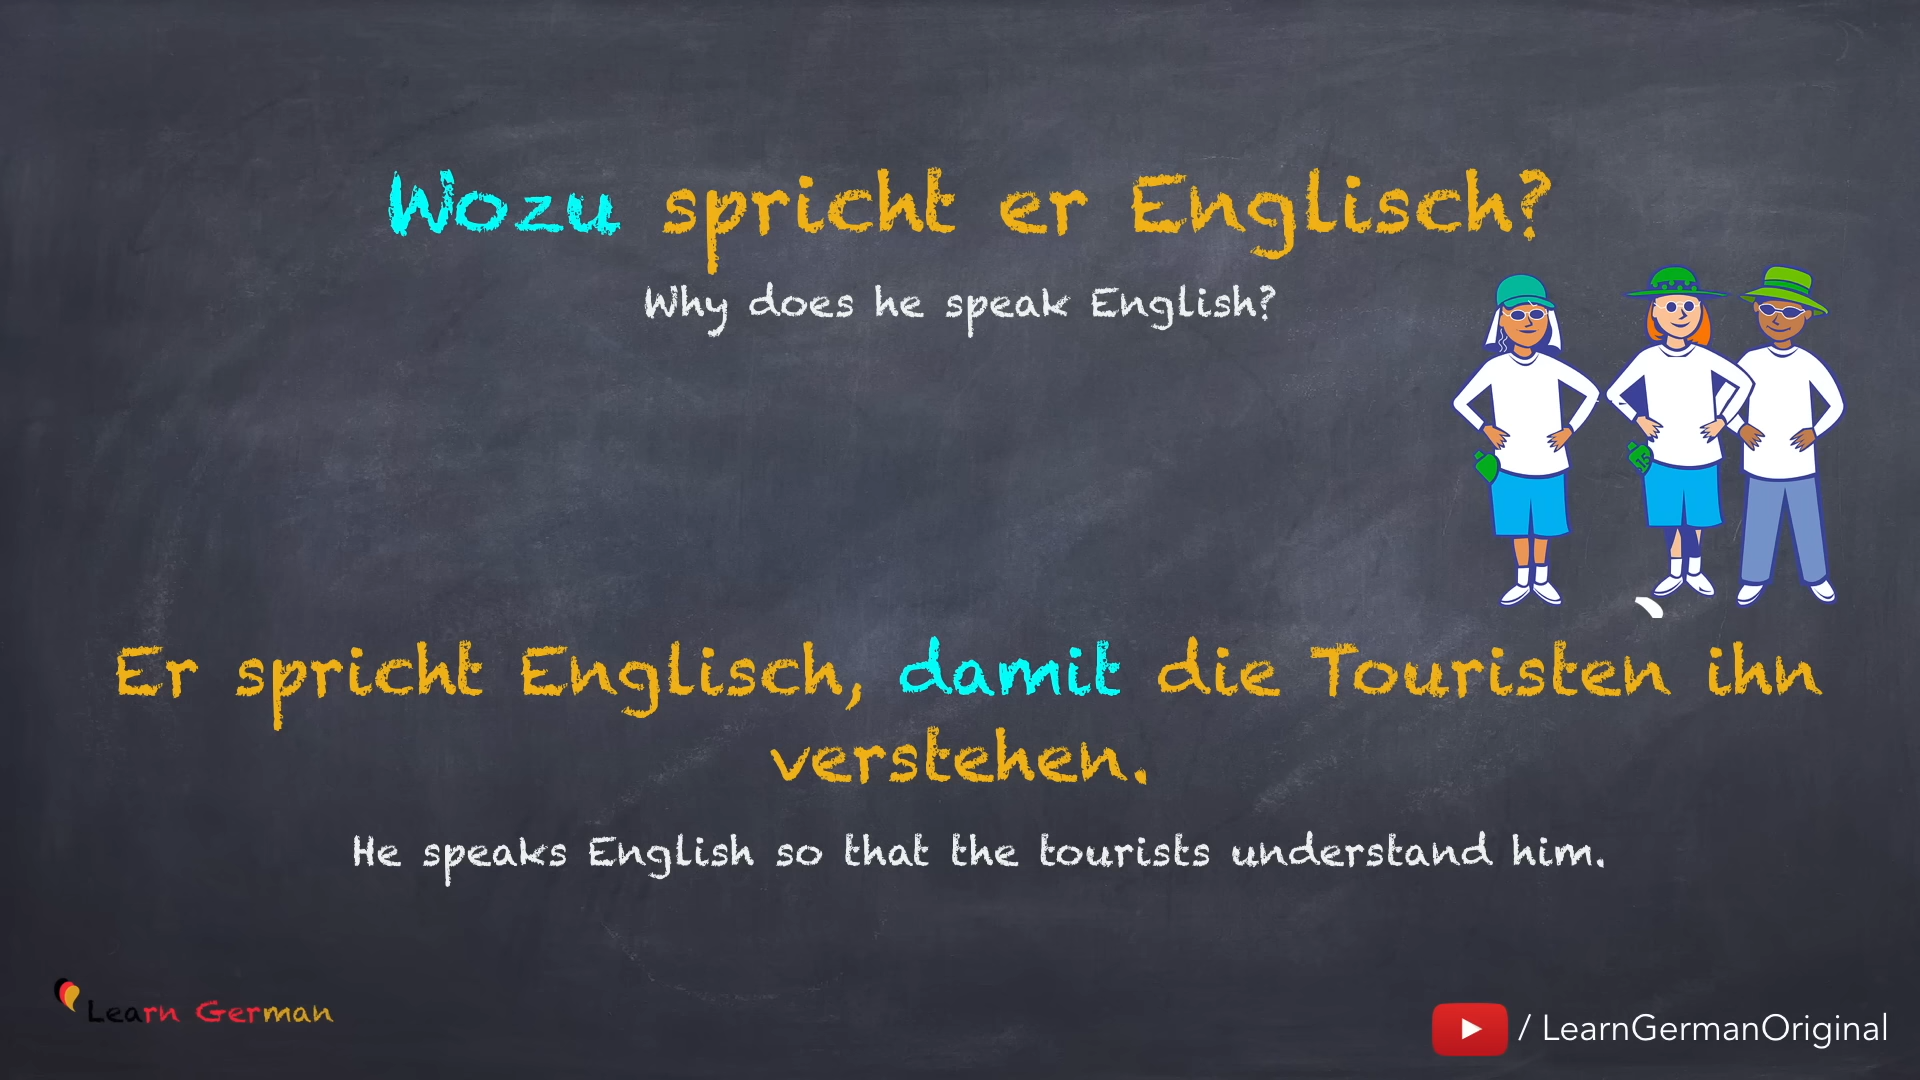 Wozu spricht er Englisch?
Why does he speak English?
15
Er spricht Englisch, damit die Touristen ihn
verstehen.
He speaks English so that the tourists understand him.
Learn German
/ LearnGermanOriginal